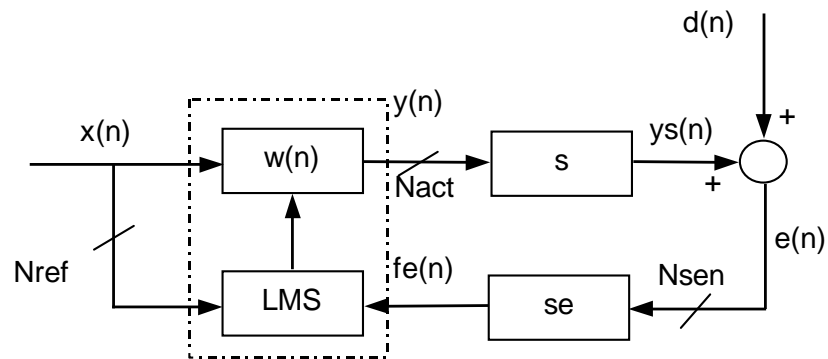 d(n)
x(n)
y(n)
ys(n)
+
w(n)
s
+
Nact
e(n)
Nref
fe(n)
Nsen
LMS
se